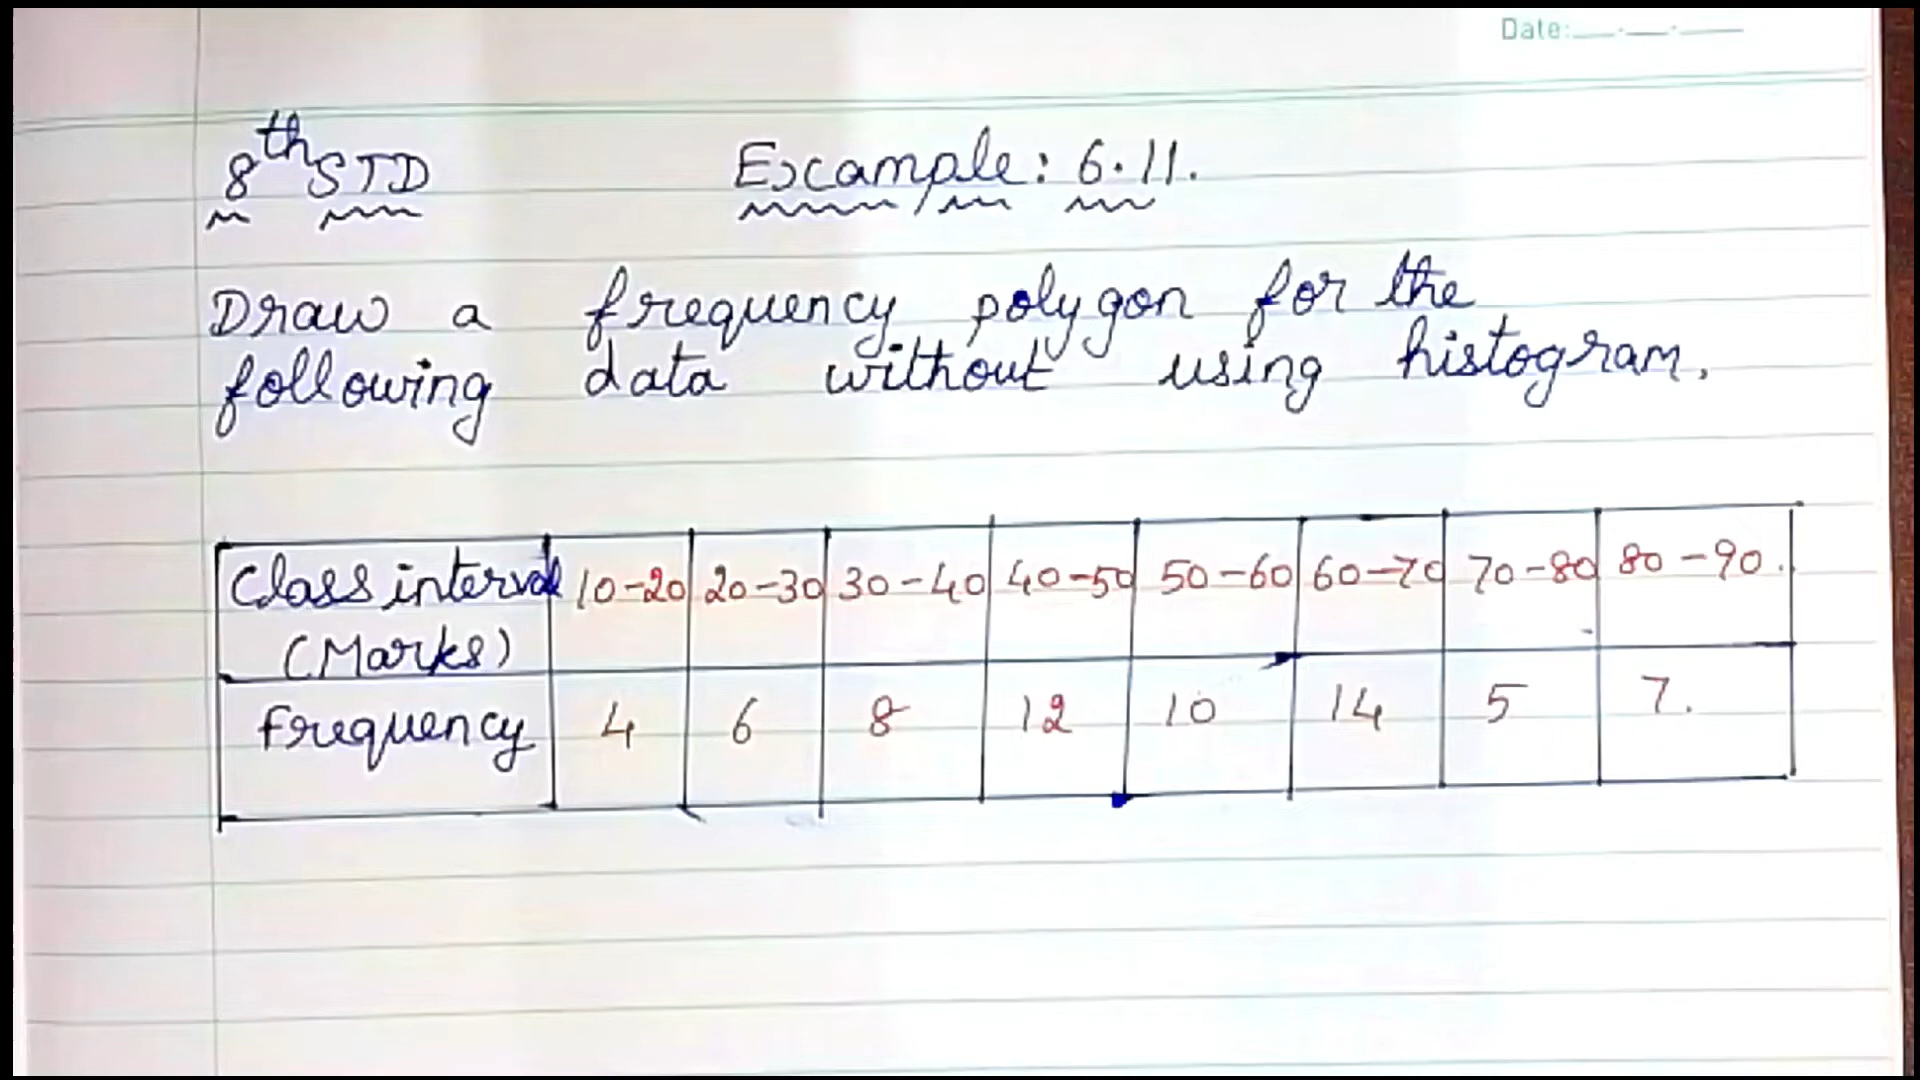 Date:
8th STD Example: 6.11.
Draw a frequency polygon for the
following data without using histogram.
Class interval 10-20 20-30 30-40 40-50 50-60 60-70 70-80 80-90.
(Marks)
frequency 4 6 8 12 10 14 5 7.